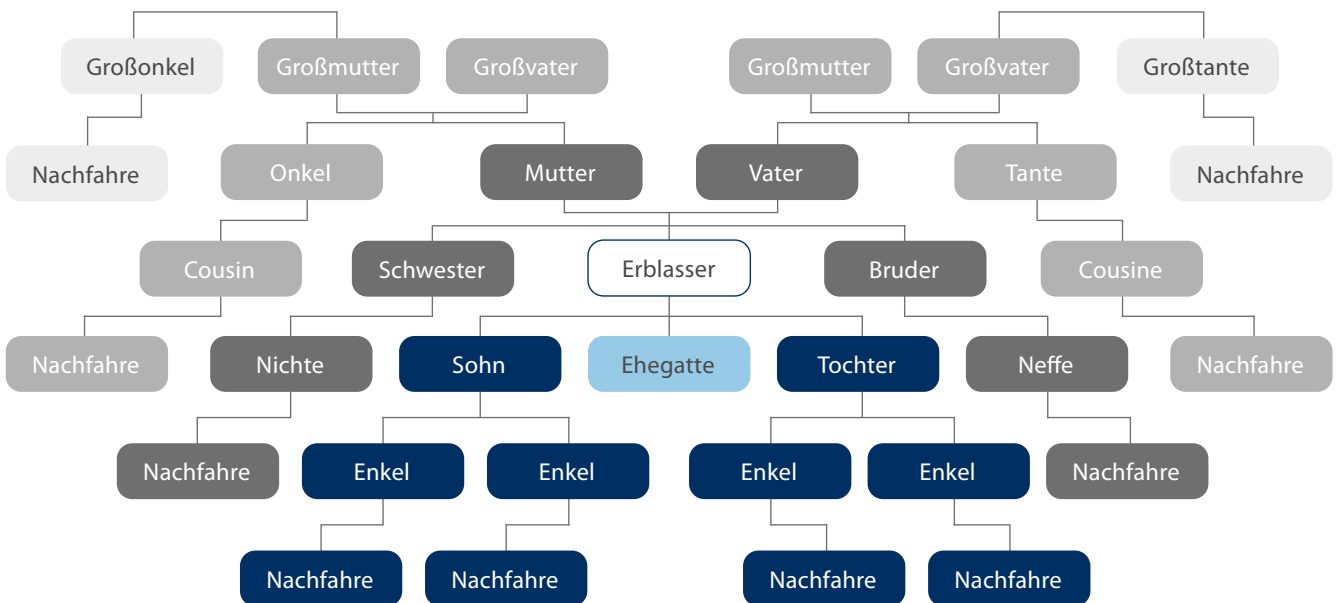 Großonkel
Großmutter
Großvater
Großmutter
Großvater
Großtante
Nachfahre
Onkel
Mutter
Vater
Tante
Nachfahre
Cousin
Schwester
Erblasser
Bruder
Cousine
Nachfahre
Nichte
Sohn
Ehegatte
Tochter
Neffe
Nachfahre
Nachfahre
Enkel
Enkel
Enkel
Enkel
Nachfahre
Nachfahre
Nachfahre
Nachfahre
Nachfahre